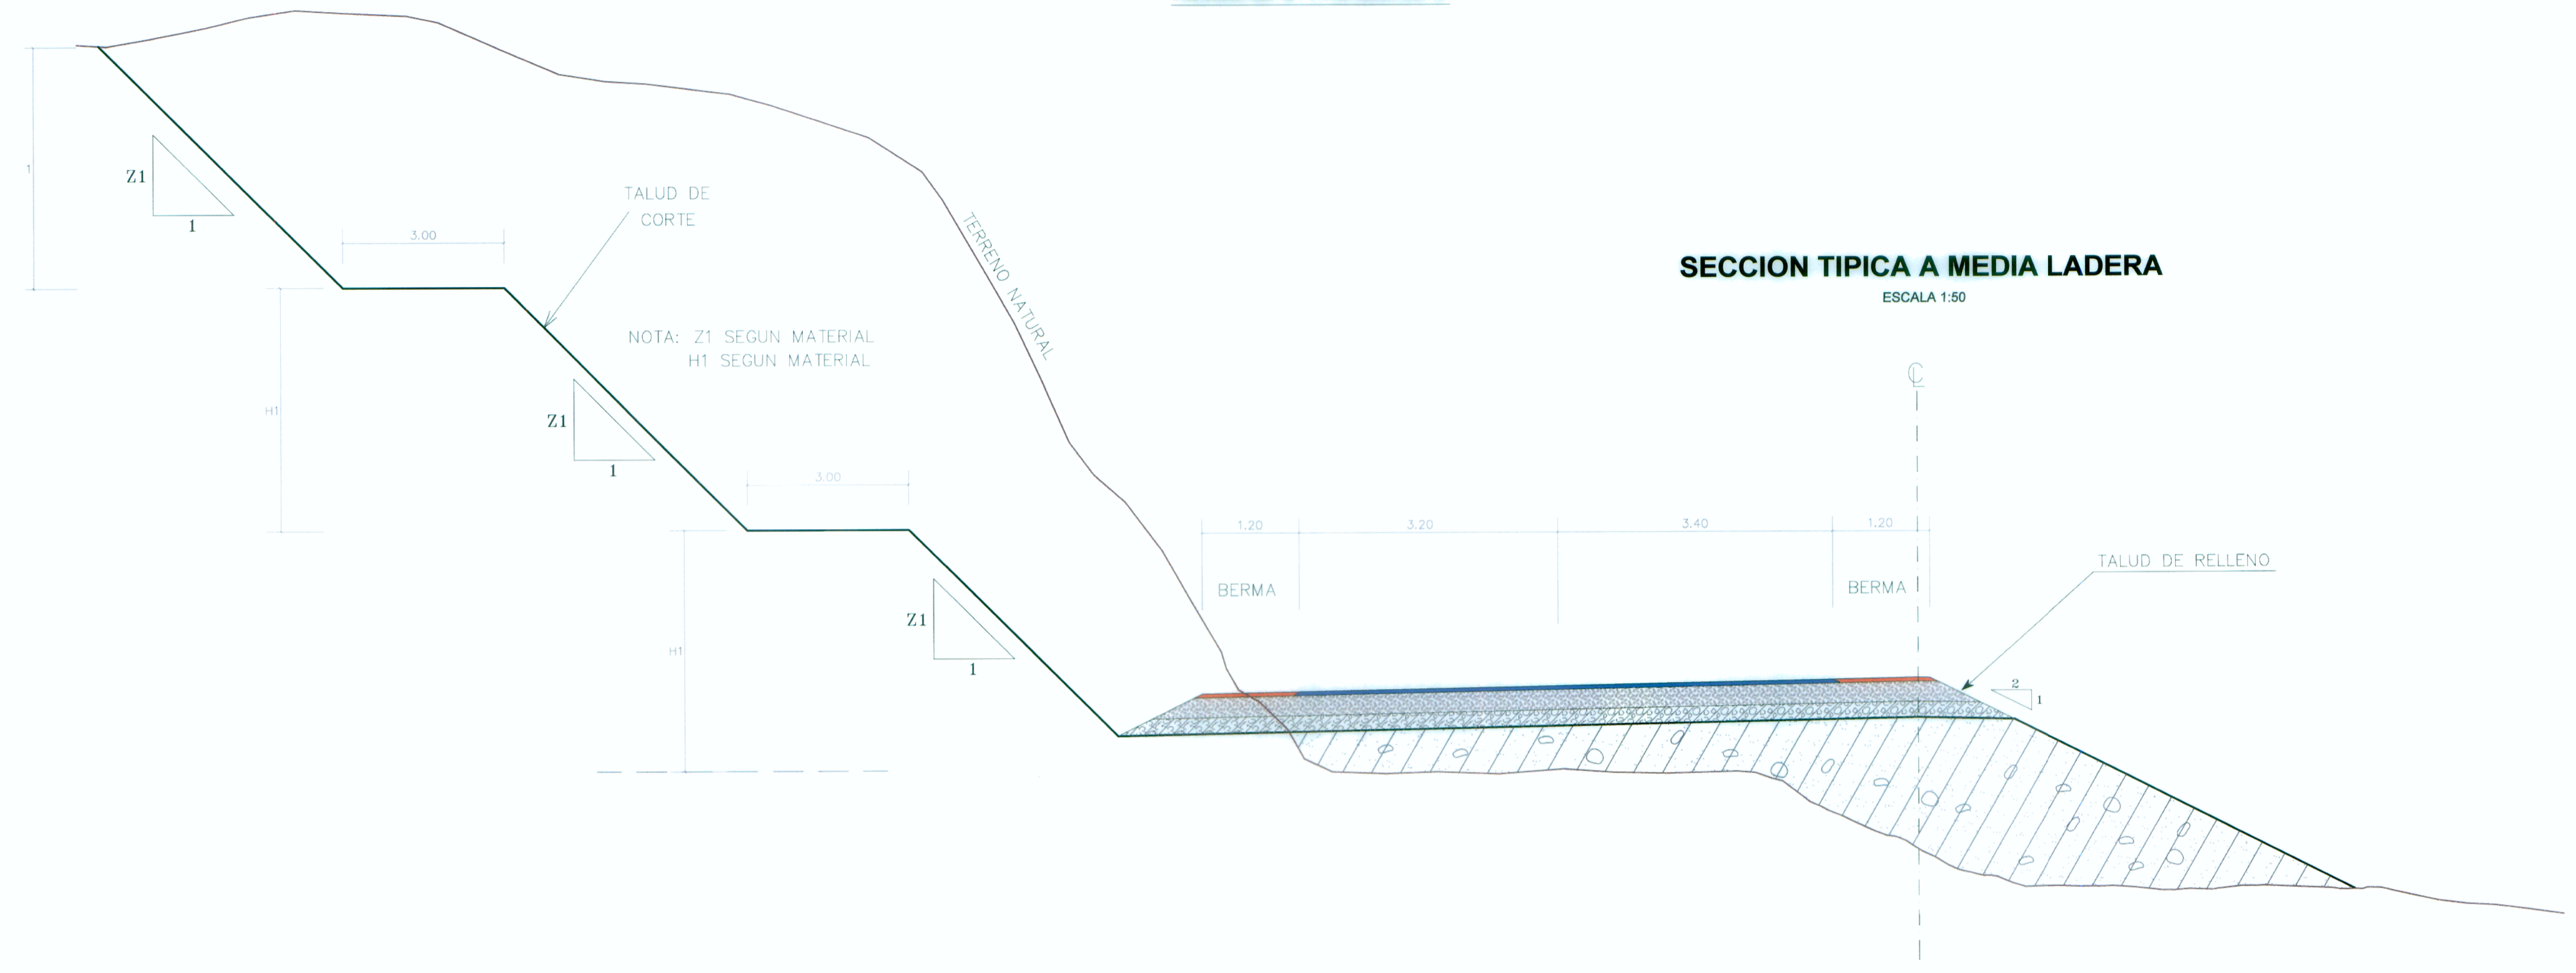 1
Z1
1
3.00
TALUD DE
CORTE
TERRENO NATURAL
SECCION TIPICA A MEDIA LADERA
ESCALA 1:50
NOTA: Z1 SEGUN MATERIAL
H1 SEGUN MATERIAL
H1
Z1
1
3.00
1.20
3.20
3.40
1.20
BERMA
BERMA
TALUD DE RELLENO
H1
Z1
1
2
1